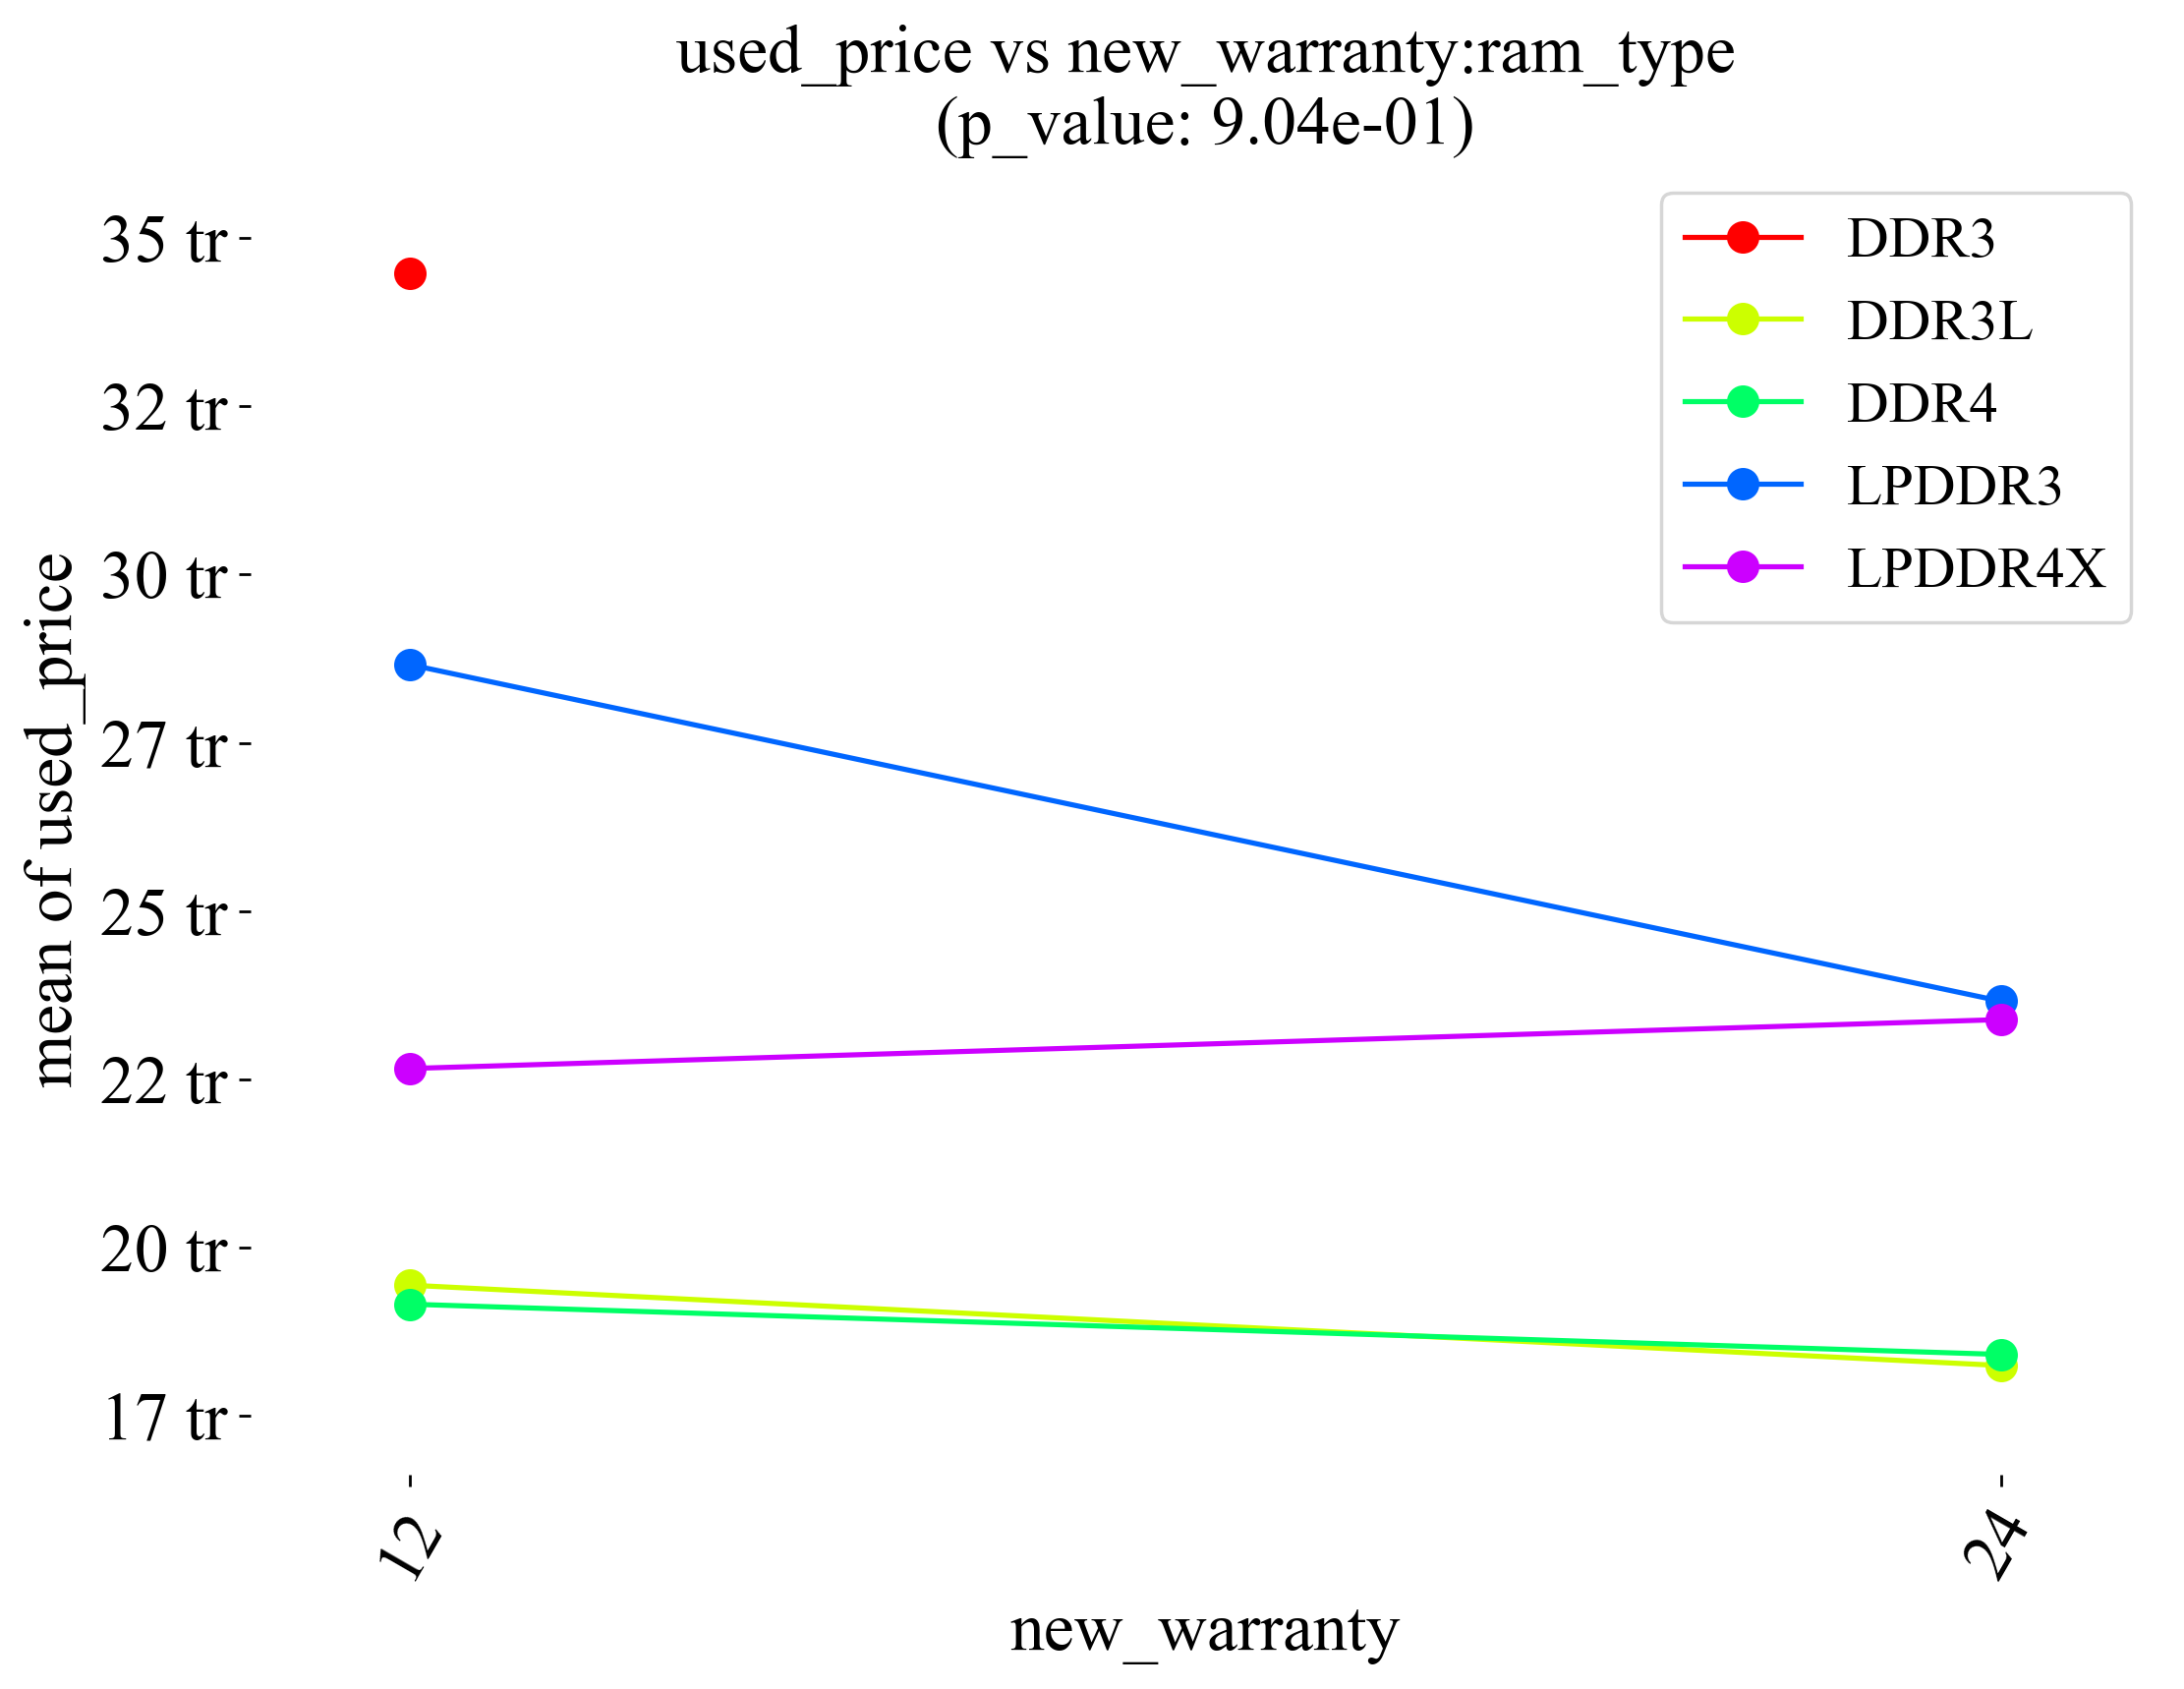 used_price vs new_warranty:ram_type
(p_value: 9.04e-01)
35 tr
32 tr
30 tr
27 tr
25 tr
22 tr
20 tr
17 tr
mean of used_price
DDR3
DDR3L
DDR4
LPDDR3
LPDDR4X
12
24
new_warranty